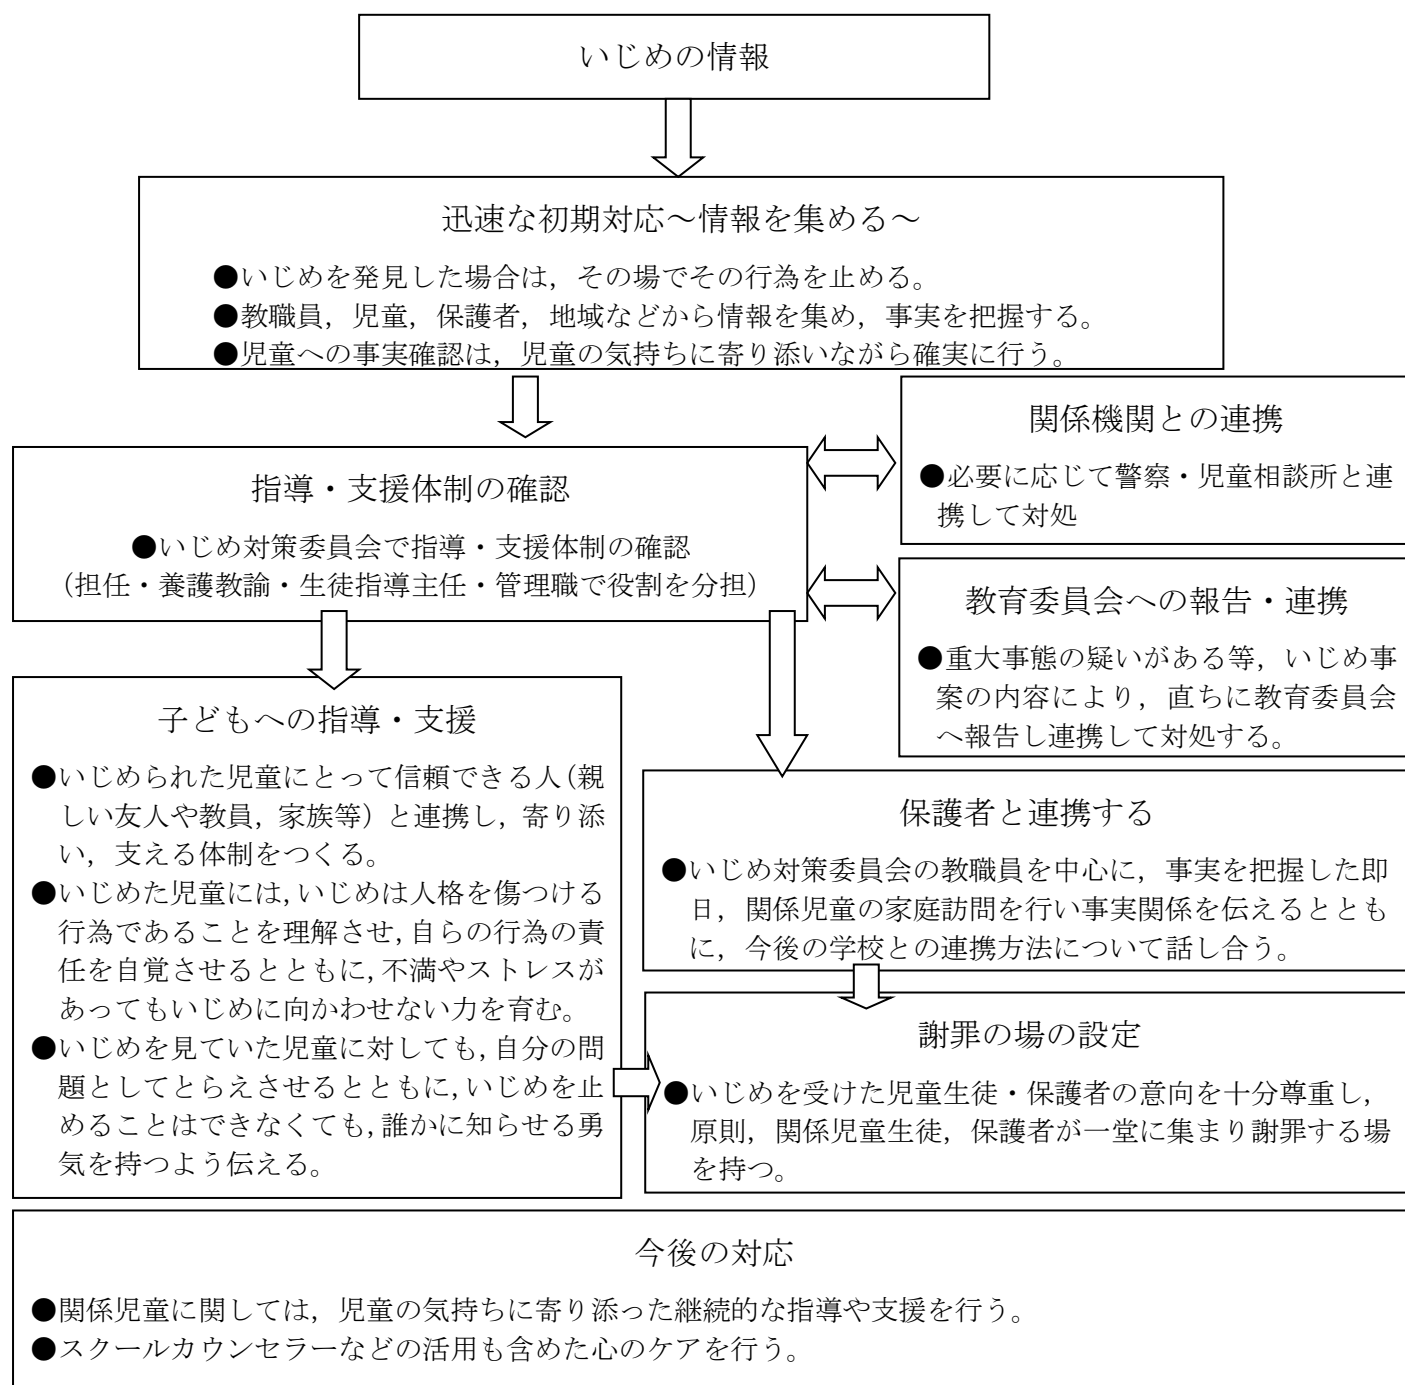 いじめの情報
迅速な初期対応～情報を集める～
●いじめを発見した場合は，その場でその行為を止める。
●教職員，児童，保護者，地域などから情報を集め，事実を把握する。
●児童への事実確認は，児童の気持ちに寄り添いながら確実に行う。
関係機関との連携
●必要に応じて警察・児童相談所と連
携して対処
指導・支援体制の確認
●いじめ対策委員会で指導・支援体制の確認
（担任・養護教諭・生徒指導主任・管理職で役割を分担）
教育委員会への報告・連携
●重大事態の疑いがある等，いじめ事
案の内容により，直ちに教育委員会
へ報告し連携して対処する。
子どもへの指導・支援
●いじめられた児童にとって信頼できる人（親
しい友人や教員，家族等）と連携し，寄り添
い，支える体制をつくる。
●いじめた児童には，いじめは人格を傷つける
行為であることを理解させ，自らの行為の責
任を自覚させるとともに，不満やストレスが
あってもいじめに向かわせない力を育む。
●いじめを見ていた児童に対しても，自分の問
題としてとらえさせるとともに，いじめを止
めることはできなくても，誰かに知らせる勇
気を持つよう伝える。
保護者と連携する
●いじめ対策委員会の教職員を中心に，事実を把握した即
日，関係児童の家庭訪問を行い事実関係を伝えるととも
に，今後の学校との連携方法について話し合う。
謝罪の場の設定
●いじめを受けた児童生徒・保護者の意向を十分尊重し，
原則，関係児童生徒，保護者が一堂に集まり謝罪する場
を持つ。
今後の対応
●関係児童に関しては，児童の気持ちに寄り添った継続的な指導や支援を行う。
●スクールカウンセラーなどの活用も含めた心のケアを行う。